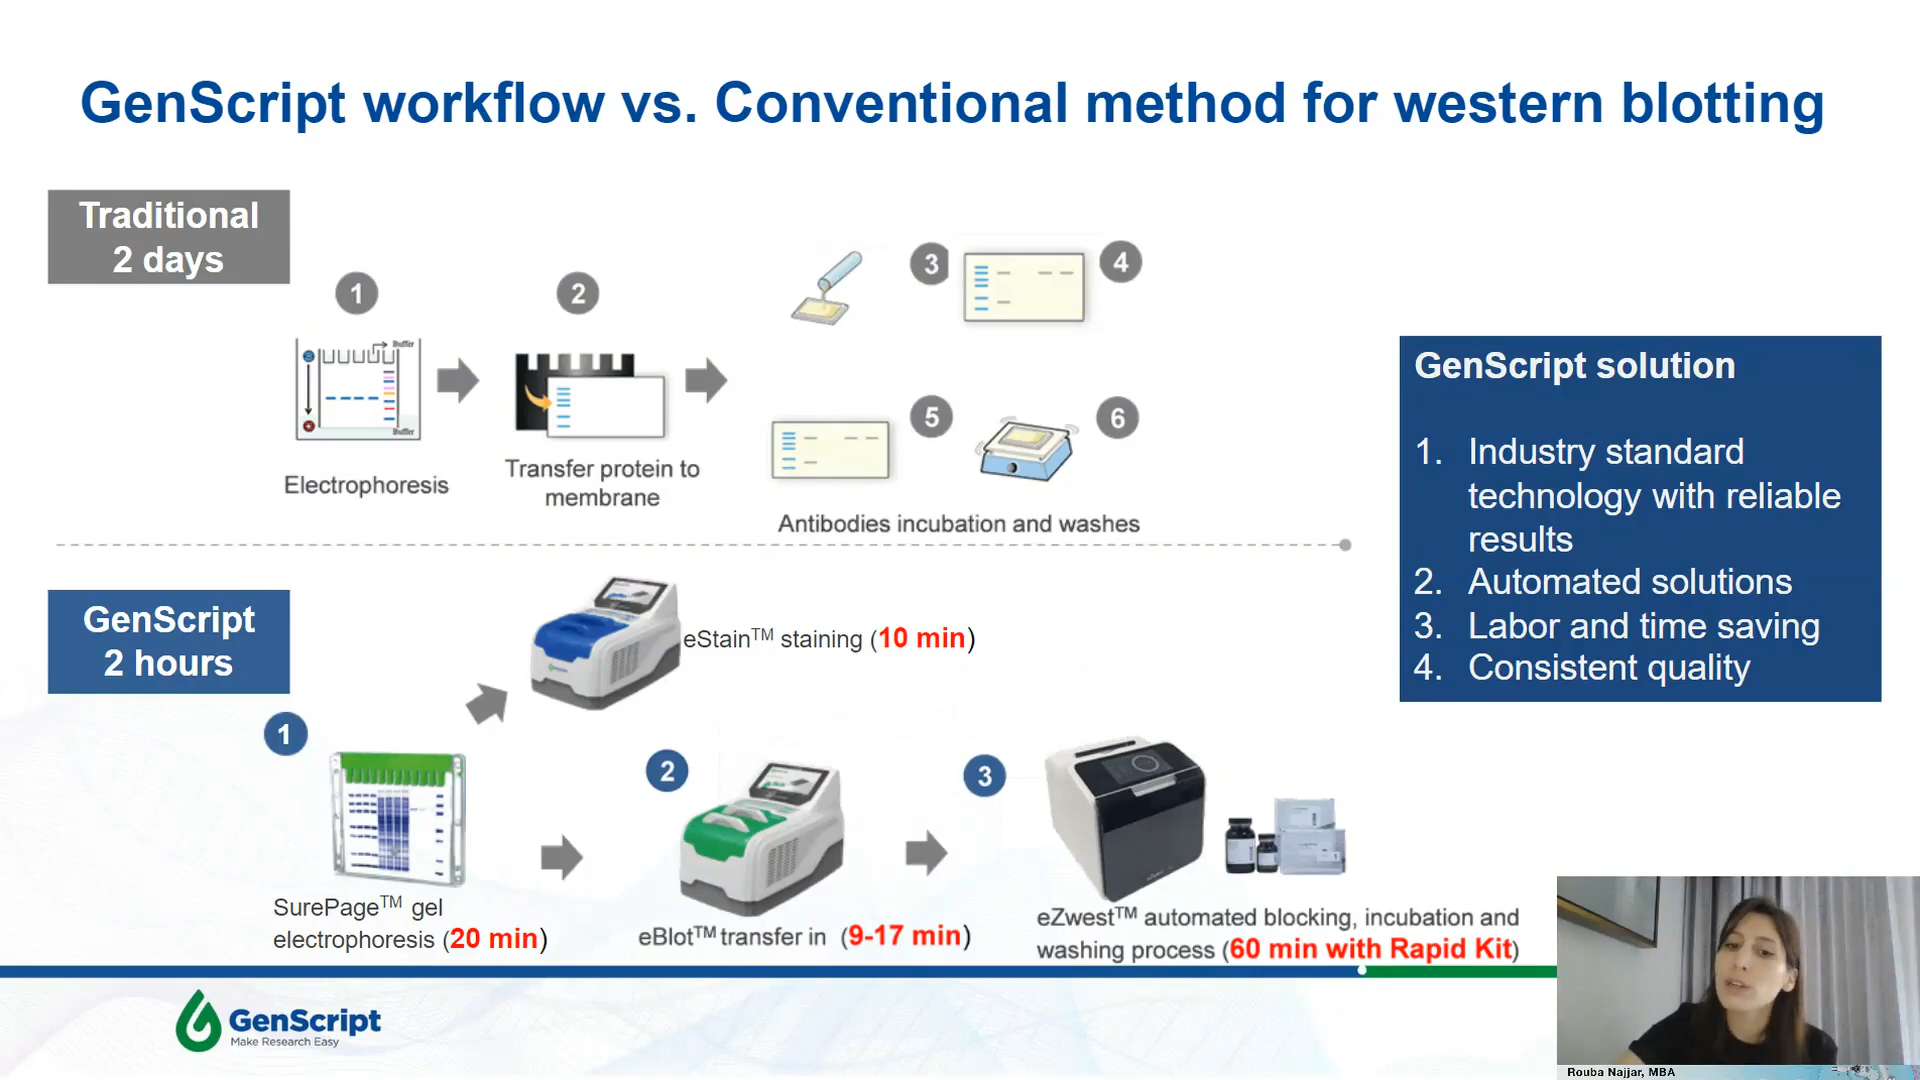 GenScript workflow vs. Conventional method for western blotting
Traditional
2 days
1
2
3
4
Buffer
Buffer
5
6
Electrophoresis
Transfer protein to
membrane
Antibodies incubation and washes
GenScript solution
1. Industry standard
technology with reliable
results
2. Automated solutions
3. Labor and time saving
4. Consistent quality
GenScript
2 hours
eStain™ staining (10 min)
1
2
3
SurePage™ gel
electrophoresis (20 min)
eBlot™ transfer in (9-17 min)
eZwest™ automated blocking, incubation and
washing process (60 min with Rapid Kit)
GenScript
Make Research Easy
Rouba Najjar, MBA